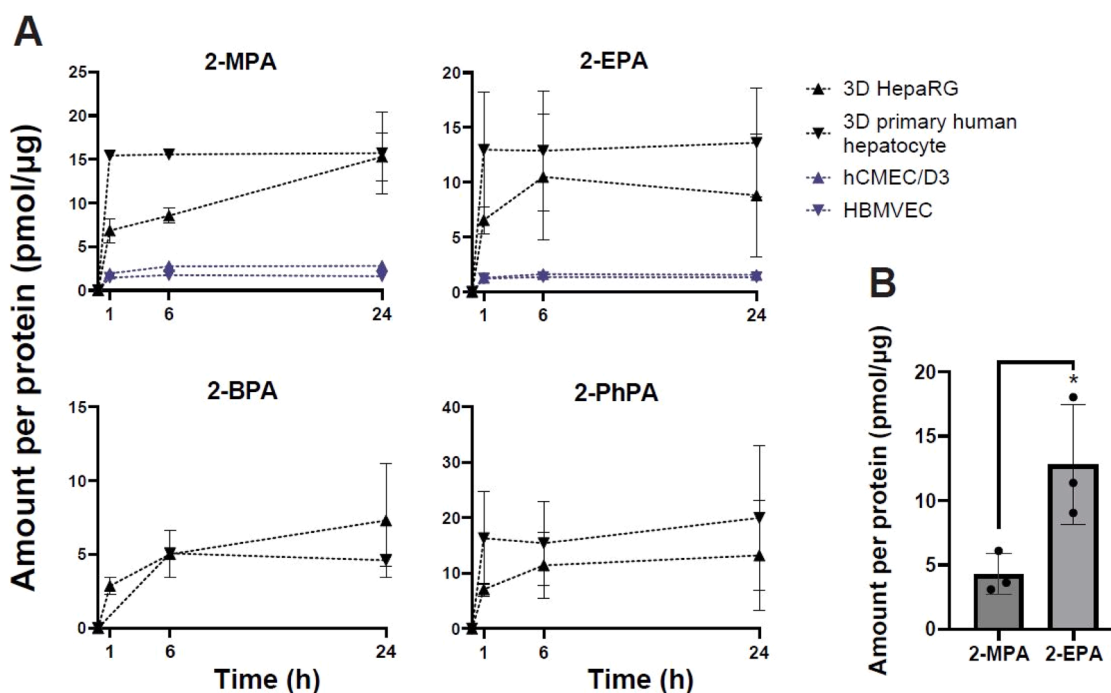 A
Amount per protein (pmol/µg)
2-MPA
25
20
15
10
5
0
1
6
24
2-EPA
20
15
10
5
0
1
6
24
3D HepaRG
3D primary human
hepatocyte
hCMEC/D3
HBMVEC
2-BPA
15
10
5
0
1
6
24
Time (h)
2-PhPA
40
30
20
10
0
1
6
24
Time (h)
B
Amount per protein (pmol/µg)
20
15
10
5
0
*
2-MPA
2-EPA